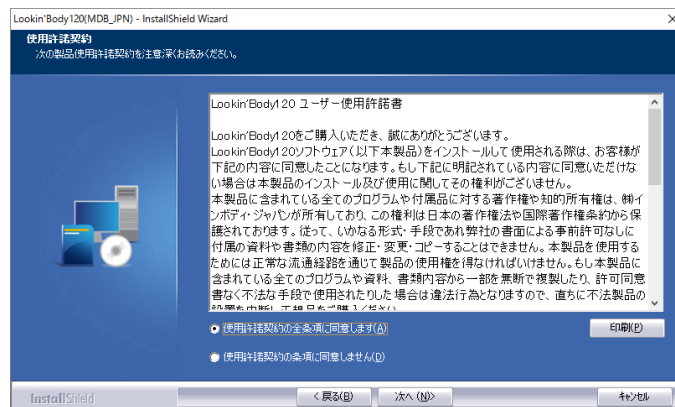 Lookin'Body120(MDB_JPN) - InstallShield Wizard
使用許諾契約
次の製品使用許諾契約を注意深くお読みください。
Lookin'Body120 ユーザー使用許諾書
Lookin'Body120をご購入いただき、誠にありがとうございます。
Lookin'Body120ソフトウェア(以下本製品)をインストールして使用される際は、お客様が
下記の内容に同意したことになります。もし下記に明記されている内容に同意いただけな
い場合は本製品のインストール及び使用に関してその権利がございません。
本製品に含まれている全てのプログラムや付属品に対する著作権や知的所有権は、㈱イ
ンボディ・ジャパンが所有しており、この権利は日本の著作権法や国際著作権条約から保
護されております。従って、いかなる形式・手段であれ弊社の書面による事前許可なしに
付属の資料や書類の内容を修正・変更・コピーすることはできません。本製品を使用する
ためには正常な流通経路を通じて製品の使用権を得なければいけません。もし本製品に
含まれている全てのプログラムや資料、書類内容から一部を無断で複製したり、許可同意
書なく不法な手段で使用されたりした場合は違法行為となりますので、直ちに不法製品の
使用許諾契約の全条項に同意します(A)
印刷(P)
使用許諾契約の条項に同意しません(D)
InstallShield
< 戻る(B)
次へ (N)>
キャンセル